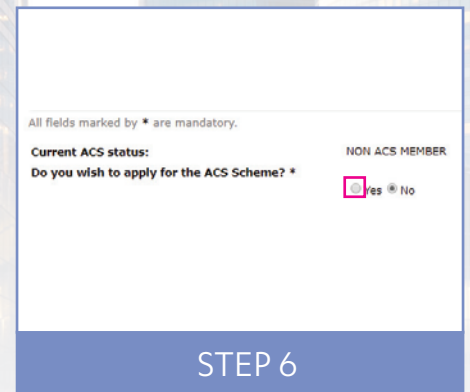 All fields marked by * are mandatory.
Current ACS status: NON ACS MEMBER
Do you wish to apply for the ACS Scheme? *
Yes No
STEP 6